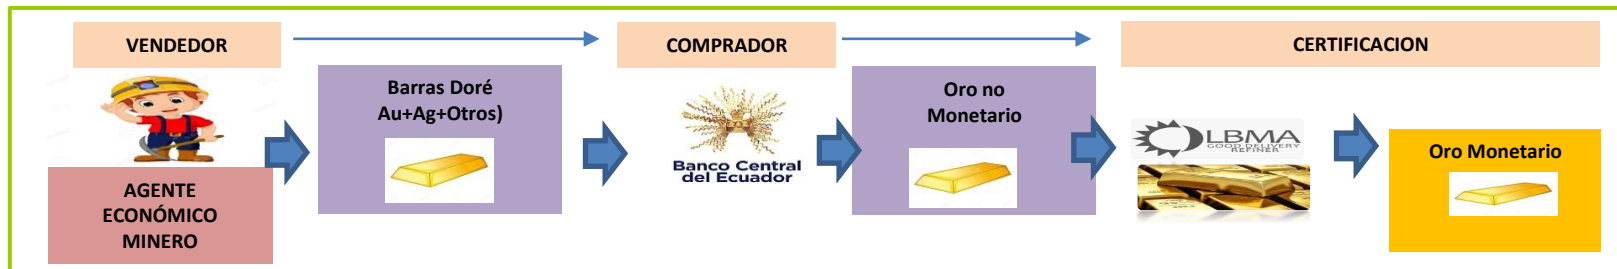 VENDEDOR
COMPRADOR
CERTIFICACION
AGENTE
ECONÓMICO
MINERO
Barras Doré
Au+Ag+Otros)
Banco Central
del Ecuador
Oro no
Monetario
LBMA
GOOD DELIVERY
REFINER
Oro Monetario